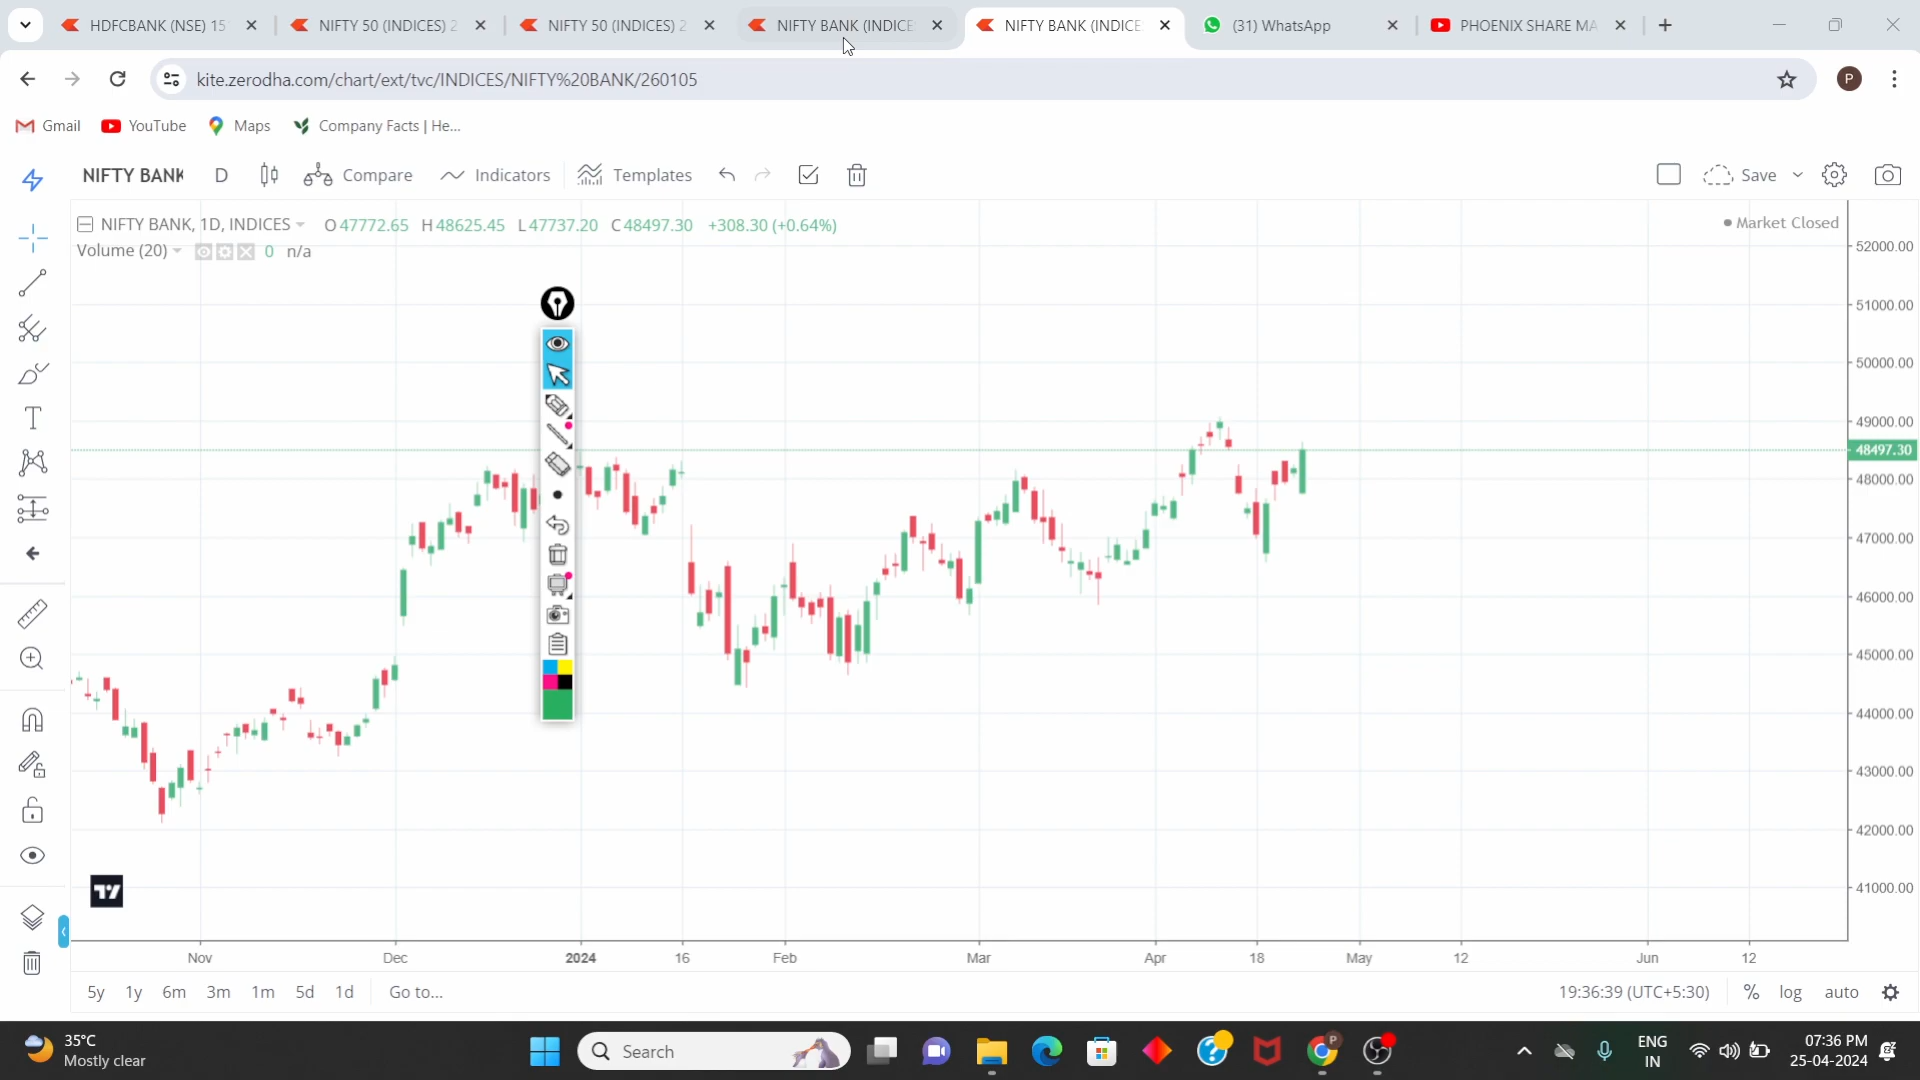 HDFCBANK (NSE) 15
NIFTY 50 (INDICES) 2
NIFTY 50 (INDICES) 2
NIFTY BANK (INDICE
NIFTY BANK (INDICE
(31) WhatsApp
PHOENIX SHARE MA
kite.zerodha.com/chart/ext/tvc/INDICES/NIFTY%20BANK/260105
P
Gmail
YouTube
Maps
Company Facts | He...
NIFTY BANK
D
Compare
Indicators
Templates
Save
NIFTY BANK, 1D, INDICES
O 47772.65 H 48625.45 L 47737.20 C 48497.30 +308.30 (+0.64%)
Market Closed
Volume (20)
0 n/a
52000.00
51000.00
50000.00
49000.00
48497.30
48000.00
47000.00
46000.00
45000.00
44000.00
43000.00
42000.00
41000.00
Nov Dec 2024 16 Feb Mar Apr 18 May 12 Jun 12
5y 1y 6m 3m 1m 5d 1d Go to...
19:36:39 (UTC+5:30) % log auto
35°C
Mostly clear
Search
ENG
IN
07:36 PM
25-04-2024